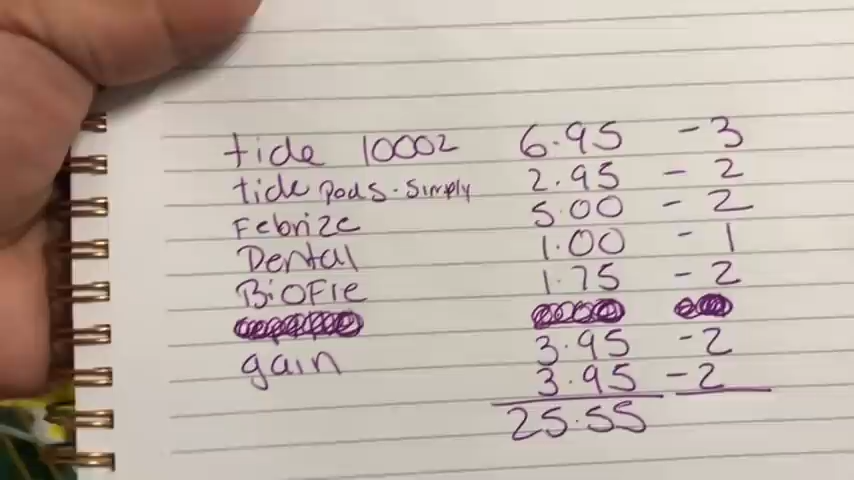 tide 100oz 6.95 - 3
tide pods - Simply 2.95 - 2
Febrize 5.00 - 2
Dental 1.00 - 1
BiOFie 1.75 - 2
gain 3.95 - 2
3.95 - 2
25.55